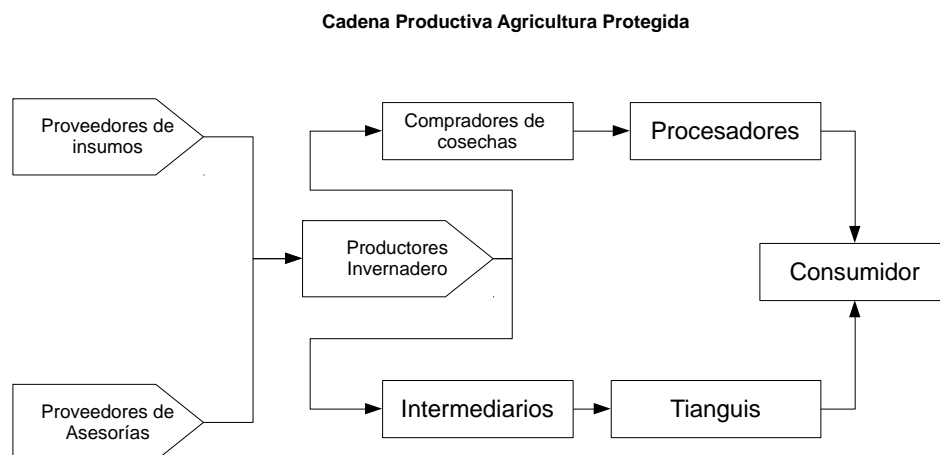 Cadena Productiva Agricultura Protegida
Proveedores de
insumos
Compradores de
cosechas
Procesadores
Productores
Invernadero
Consumidor
Proveedores de
Asesorías
Intermediarios
Tianguis